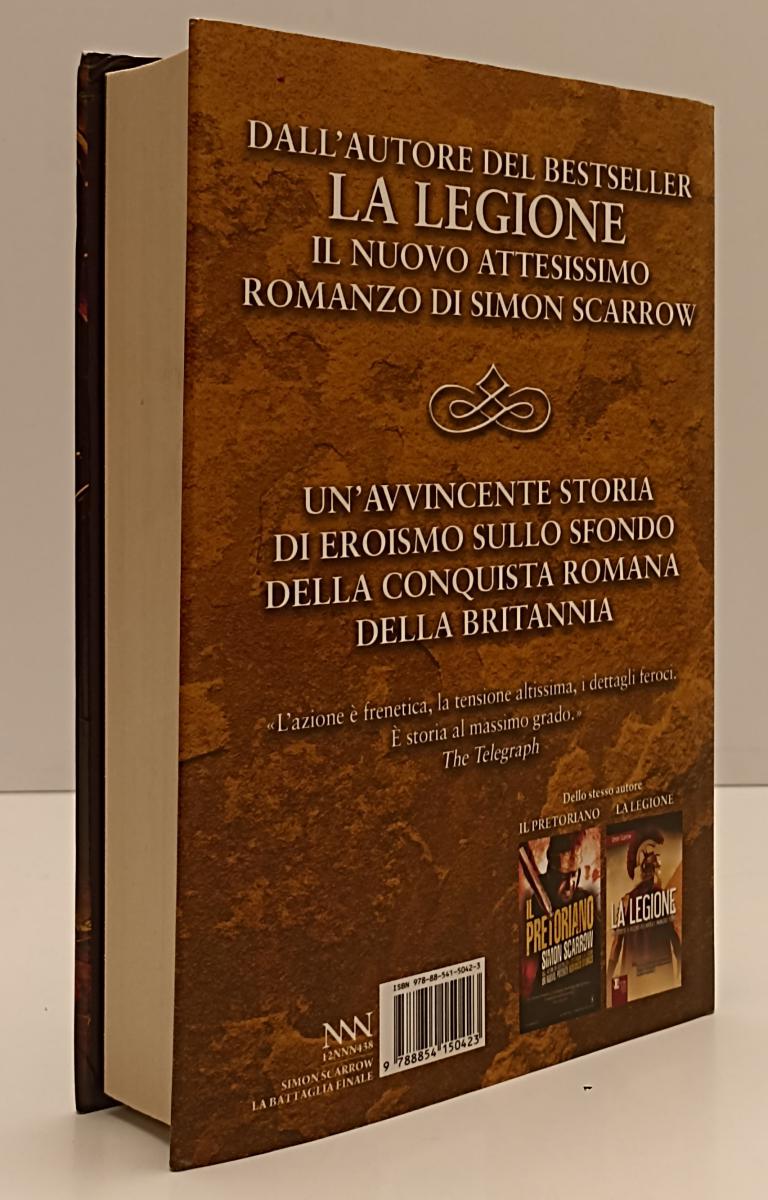 DALL'AUTORE DEL BESTSELLER
LA LEGIONE
IL NUOVO ATTESISSIMO
ROMANZO DI SIMON SCARROW
UN'AVVINCENTE STORIA
DI EROISMO SULLO SFONDO
DELLA CONQUISTA ROMANA
DELLA BRITANNIA
«L'azione è frenetica, la tensione altissima, i dettagli feroci.
È storia al massimo grado.»
The Telegraph
Dello stesso autore
IL PRETORIANO
LA LEGIONE
IL
PRETORIANO
SIMON SCARROW
LA LEGIONE
ISBN 978-88-541-5042-3
9 788854 150423
NNN
12NNN438
SIMON SCARROW
LA BATTAGLIA FINALE